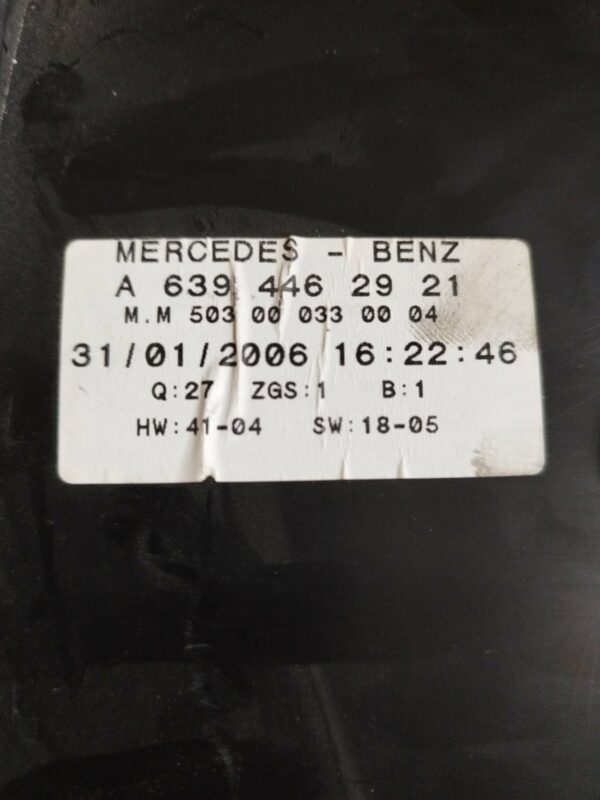 MERCEDES - BENZ
A 639 446 29 21
M.M 503 00 033 00 04
31/01/2006 16:22:46
Q:27 ZGS:1 B:1
HW:41-04 SW:18-05